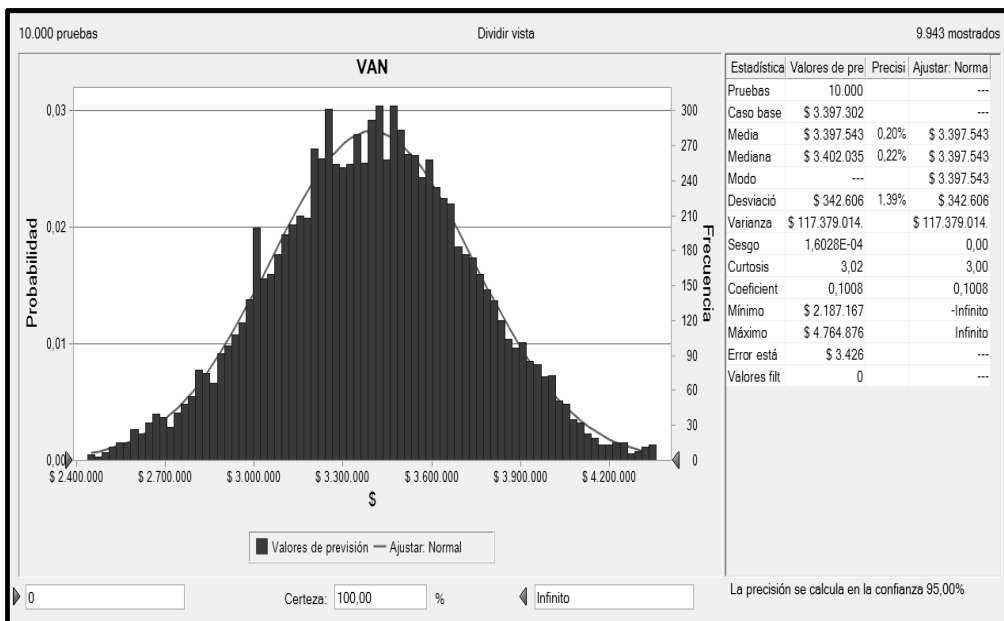 10.000 pruebas
Dividir vista
9.943 mostrados
VAN
Probabilidad
0,03
0,02
0,01
0,00
Frecuencia
300
270
240
210
180
150
120
90
60
30
0
$ 2.400.000
$ 2.700.000
$ 3.000.000
$ 3.300.000
$ 3.600.000
$ 3.900.000
$ 4.200.000
$
Valores de previsión
Ajustar: Normal
Estadística Valores de pre Precisi Ajustar: Norma
Pruebas 10.000 ---
Caso base $ 3.397.302 ---
Media $ 3.397.543 0,20% $ 3.397.543
Mediana $ 3.402.035 0,22% $ 3.397.543
Modo --- $ 3.397.543
Desviació $ 342.606 1,39% $ 342.606
Varianza $ 117.379.014. $ 117.379.014.
Sesgo 1,6028E-04 0,00
Curtosis 3,02 3,00
Coeficient 0,1008 0,1008
Mínimo $ 2.187.167 -Infinito
Máximo $ 4.764.876 Infinito
Error está $ 3.426 ---
Valores filt 0 ---
0
Certeza: 100,00 %
Infinito
La precisión se calcula en la confianza 95,00%